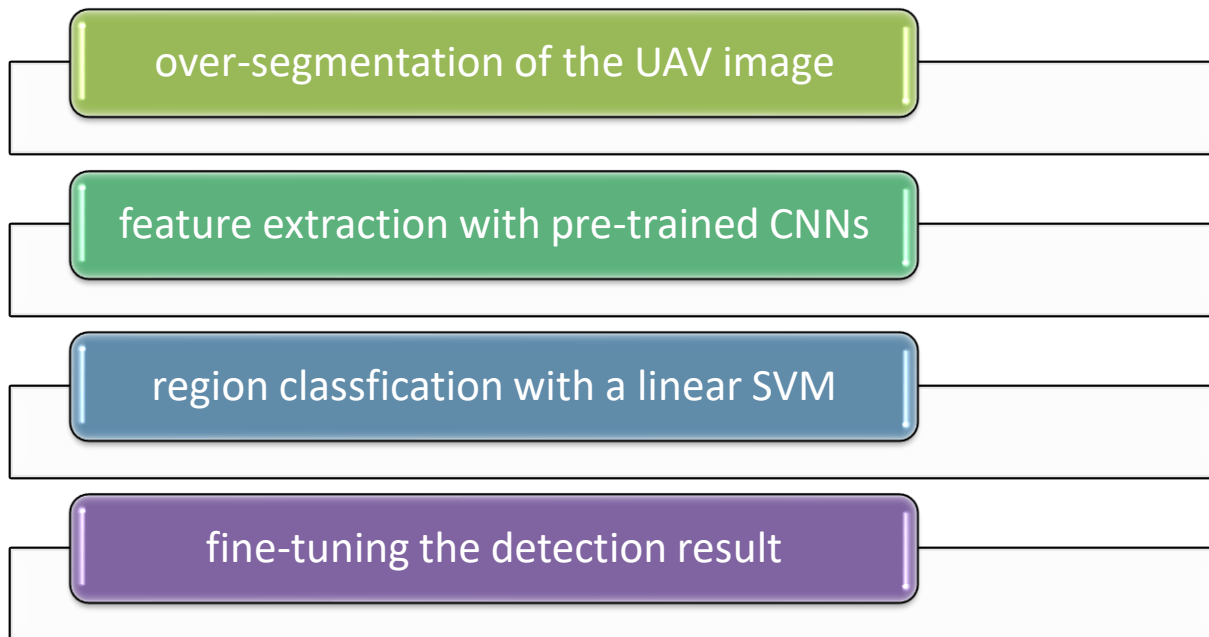 over-segmentation of the UAV image
feature extraction with pre-trained CNNs
region classfication with a linear SVM
fine-tuning the detection result